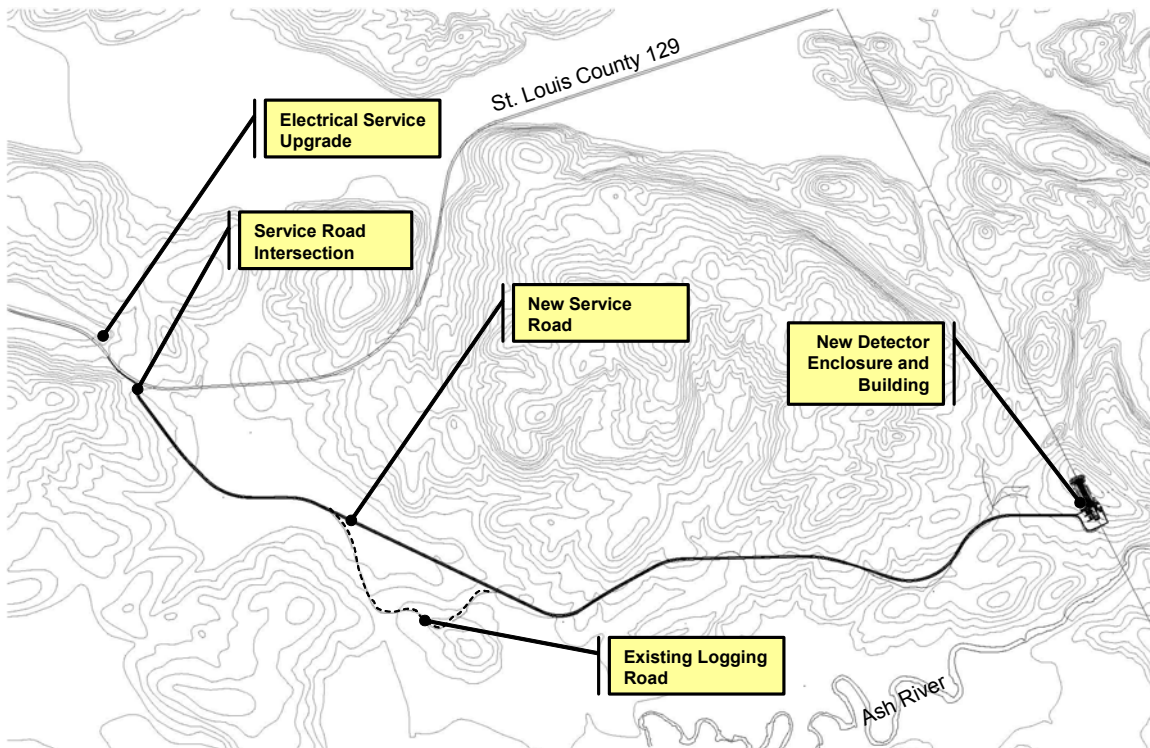 St. Louis County 129
Electrical Service
Upgrade
Service Road
Intersection
New Service
Road
New Detector
Enclosure and
Building
Existing Logging
Road
Ash River